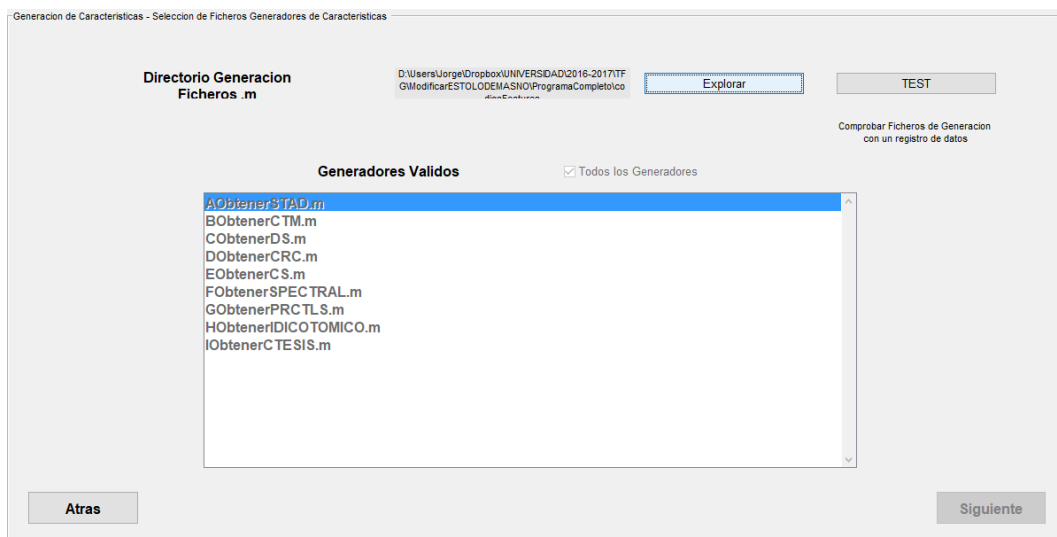 Generacion de Caracteristicas - Seleccion de Ficheros Generadores de Caracteristicas
Directorio Generacion
Ficheros .m
D:\Users\Jorge\Dropbox\UNIVERSIDAD\2016-2017\TF
G\ModificarESTOLODEMASNO\ProgramaCompleto\co
digoFeatures
Explorar
TEST
Comprobar Ficheros de Generacion
con un registro de datos
Generadores Validos
Todos los Generadores
AObtenerSTAD.m
BObtenerCTM.m
CObtenerDS.m
DObtenerCRC.m
EObtenerCS.m
FObtenerSPECTRAL.m
GObtenerPRCTLS.m
HObtenerIDICOTOMICO.m
IObtenerCTESIS.m
Atras
Siguiente